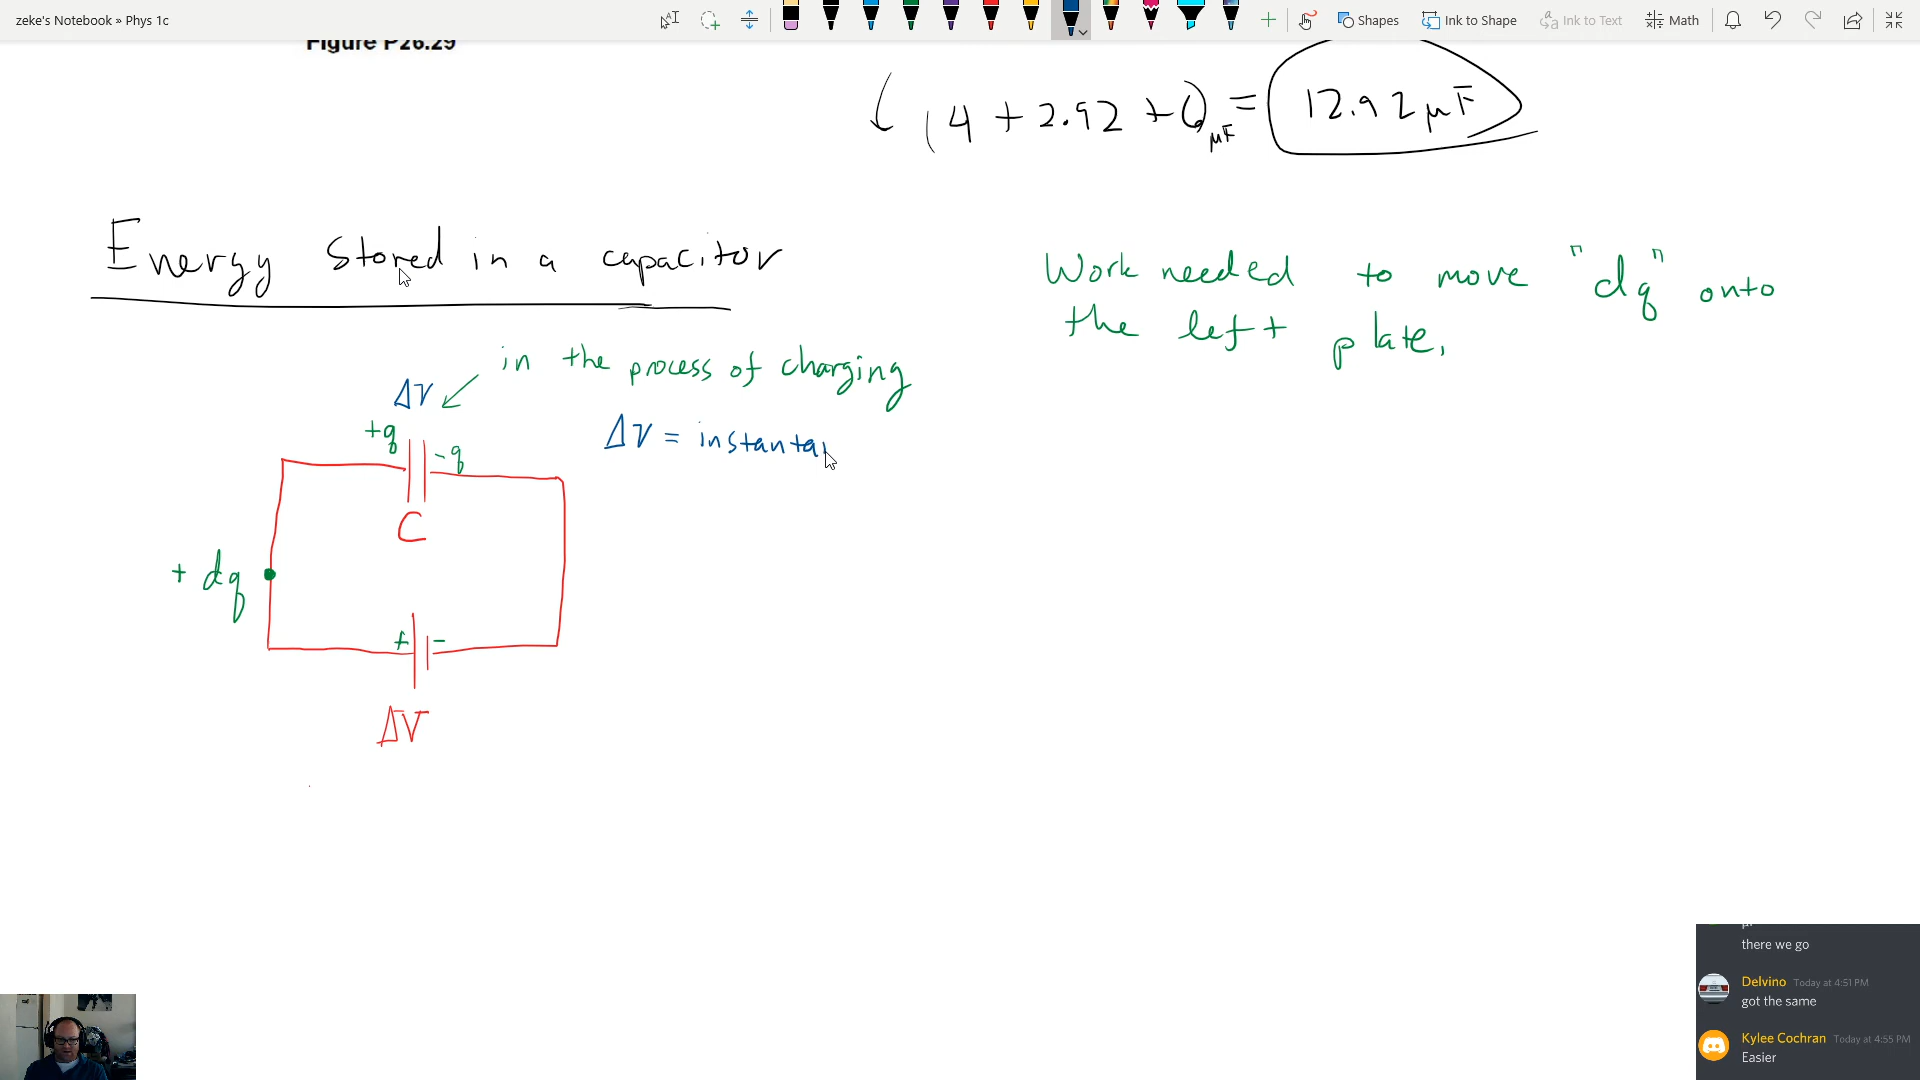 zeke's Notebook » Phys 1c
Shapes
Ink to Shape
Ink to Text
Math
Figure P26.29
(4 + 2.92 + 6) μF = 12.92 μF
Energy stored in a capacitor
Work needed to move "dq" onto
the left plate,
in the process of charging
ΔV
+q
-q
ΔV = instanta
C
+ dq
+ -
ΔV
there we go
Delvino Today at 4:51 PM
got the same
Kylee Cochran Today at 4:55 PM
Easier